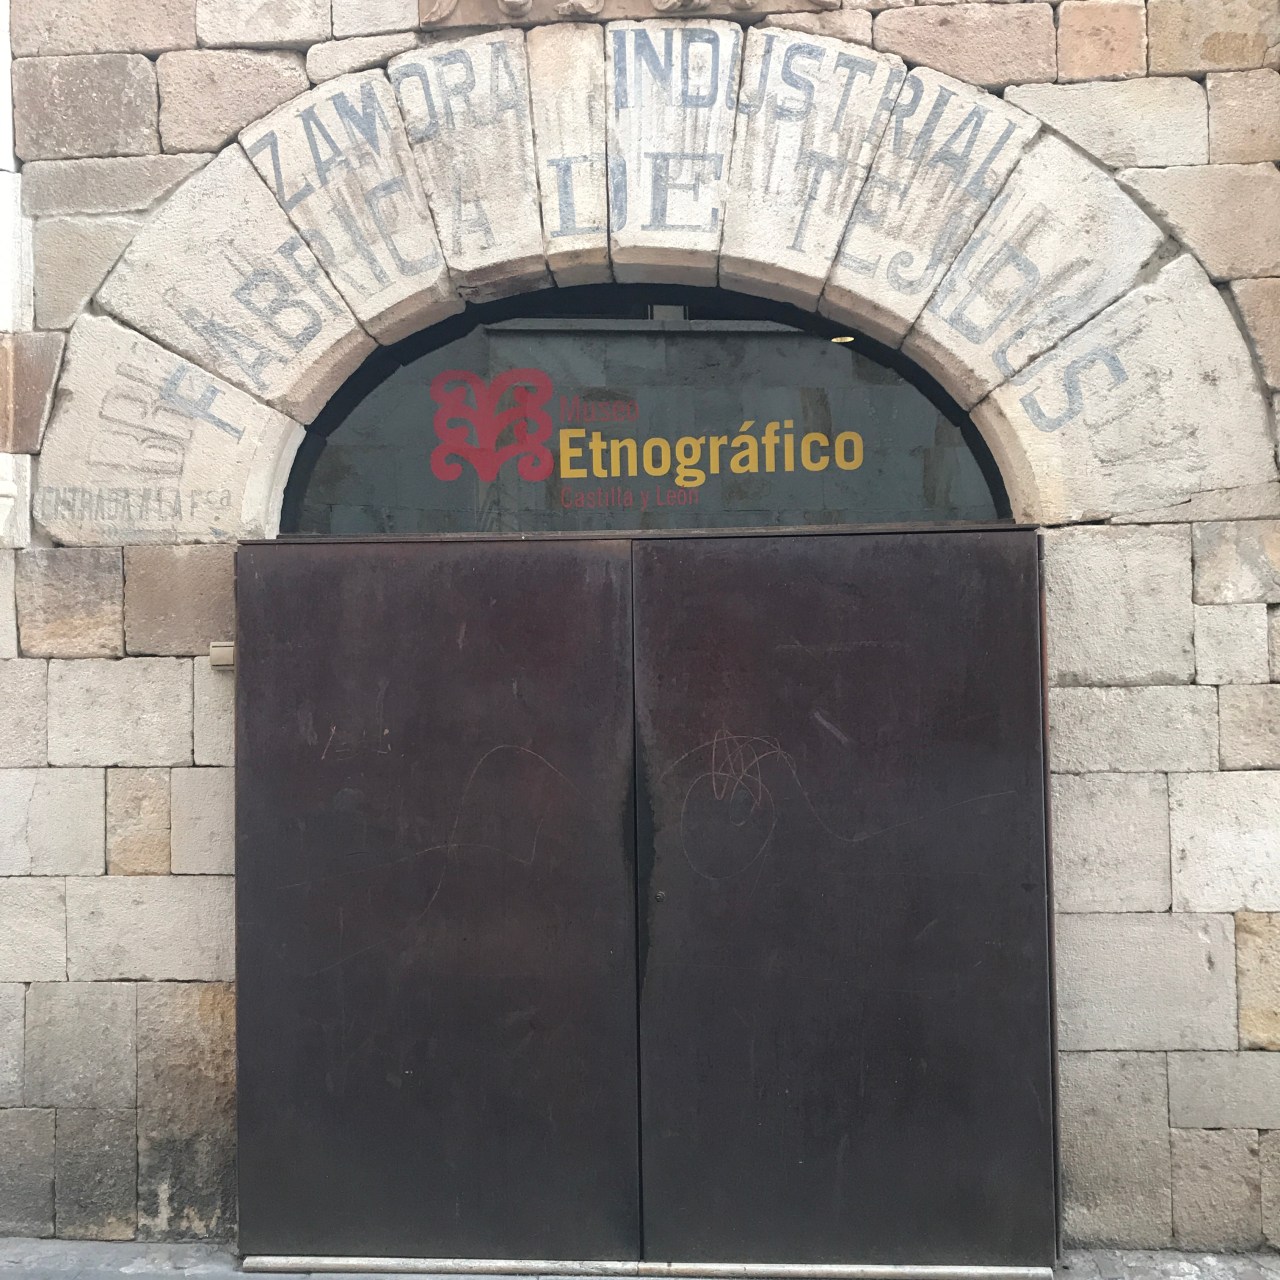 ZAMORA INDUSTRIAL
FABRICA DE TEJIDOS
ENTRADA A LA Fca
Museo
Etnográfico
Castilla y León